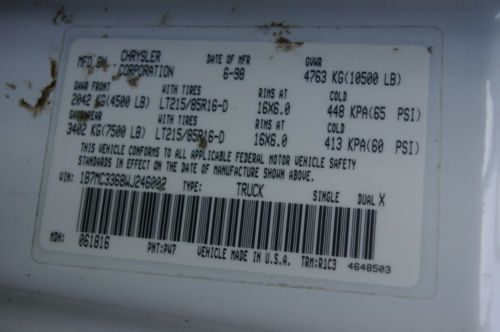 MFD BY CHRYSLER CORPORATION DATE OF MFR 6-98 GVWR 4763 KG(10500 LB)
GAWR FRONT WITH TIRES RIMS AT COLD
2042 KG(4500 LB) LT215/85R16-D 16X6.0 448 KPA(65 PSI)
WITH TIRES RIMS AT COLD
3402 KG(7500 LB) LT215/85R16-D 16X6.0 413 KPA(60 PSI)
THIS VEHICLE CONFORMS TO ALL APPLICABLE FEDERAL MOTOR VEHICLE SAFETY
STANDARDS IN EFFECT ON THE DATE OF MANUFACTURE SHOWN ABOVE.
VIN: 1B7MC3368WJ246002 TYPE: TRUCK SINGLE DUAL X
MDH: 061816 PNT:PW7 VEHICLE MADE IN U.S.A. TRM:R1C3 4648503